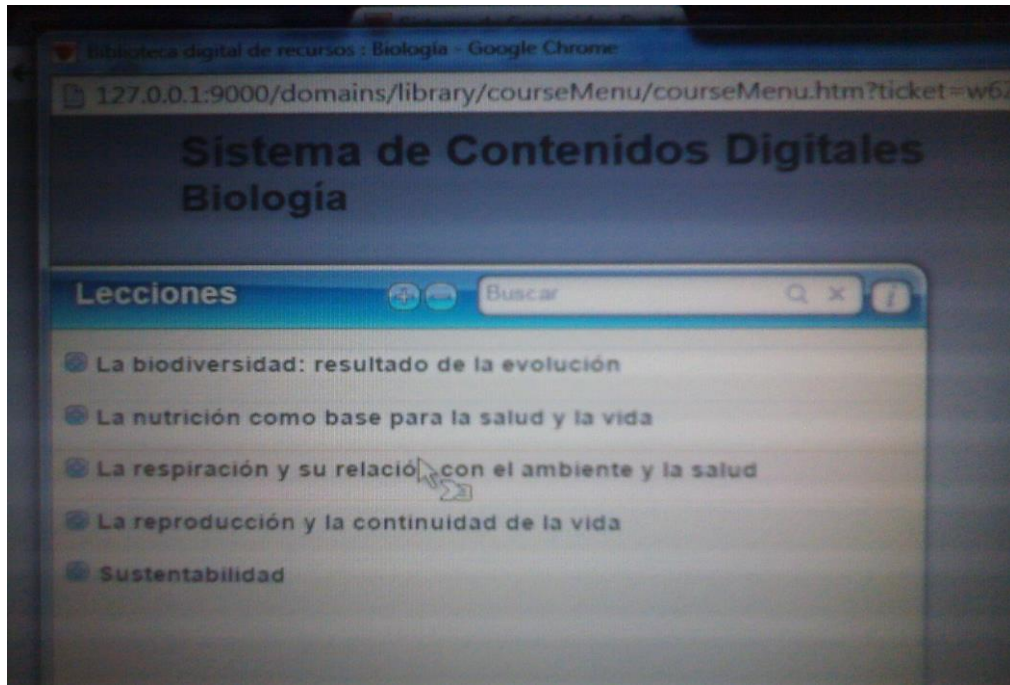 Biblioteca digital de recursos : Biología - Google Chrome
127.0.0.1:9000/domains/library/courseMenu/courseMenu.htm?ticket=w6
Sistema de Contenidos Digitales
Biología
Lecciones
Buscar
La biodiversidad: resultado de la evolución
La nutrición como base para la salud y la vida
La respiración y su relación con el ambiente y la salud
La reproducción y la continuidad de la vida
Sustentabilidad